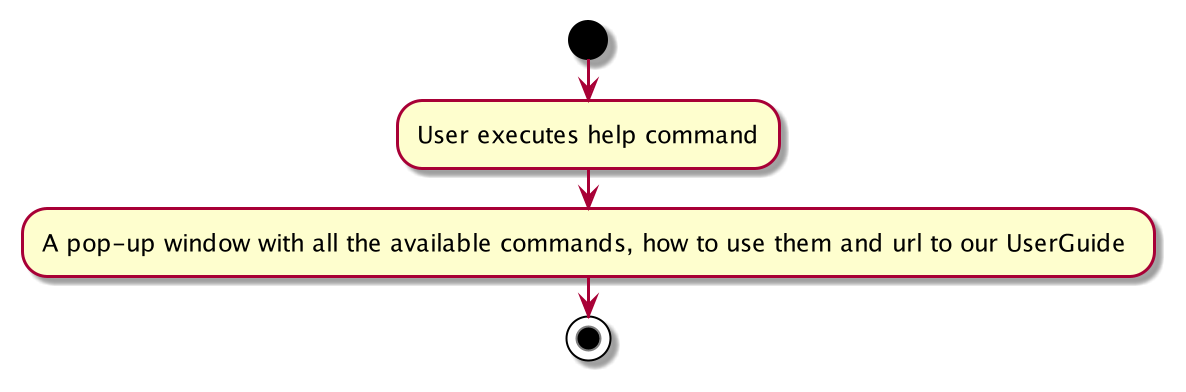 User executes help command
A pop-up window with all the available commands, how to use them and url to our UserGuide